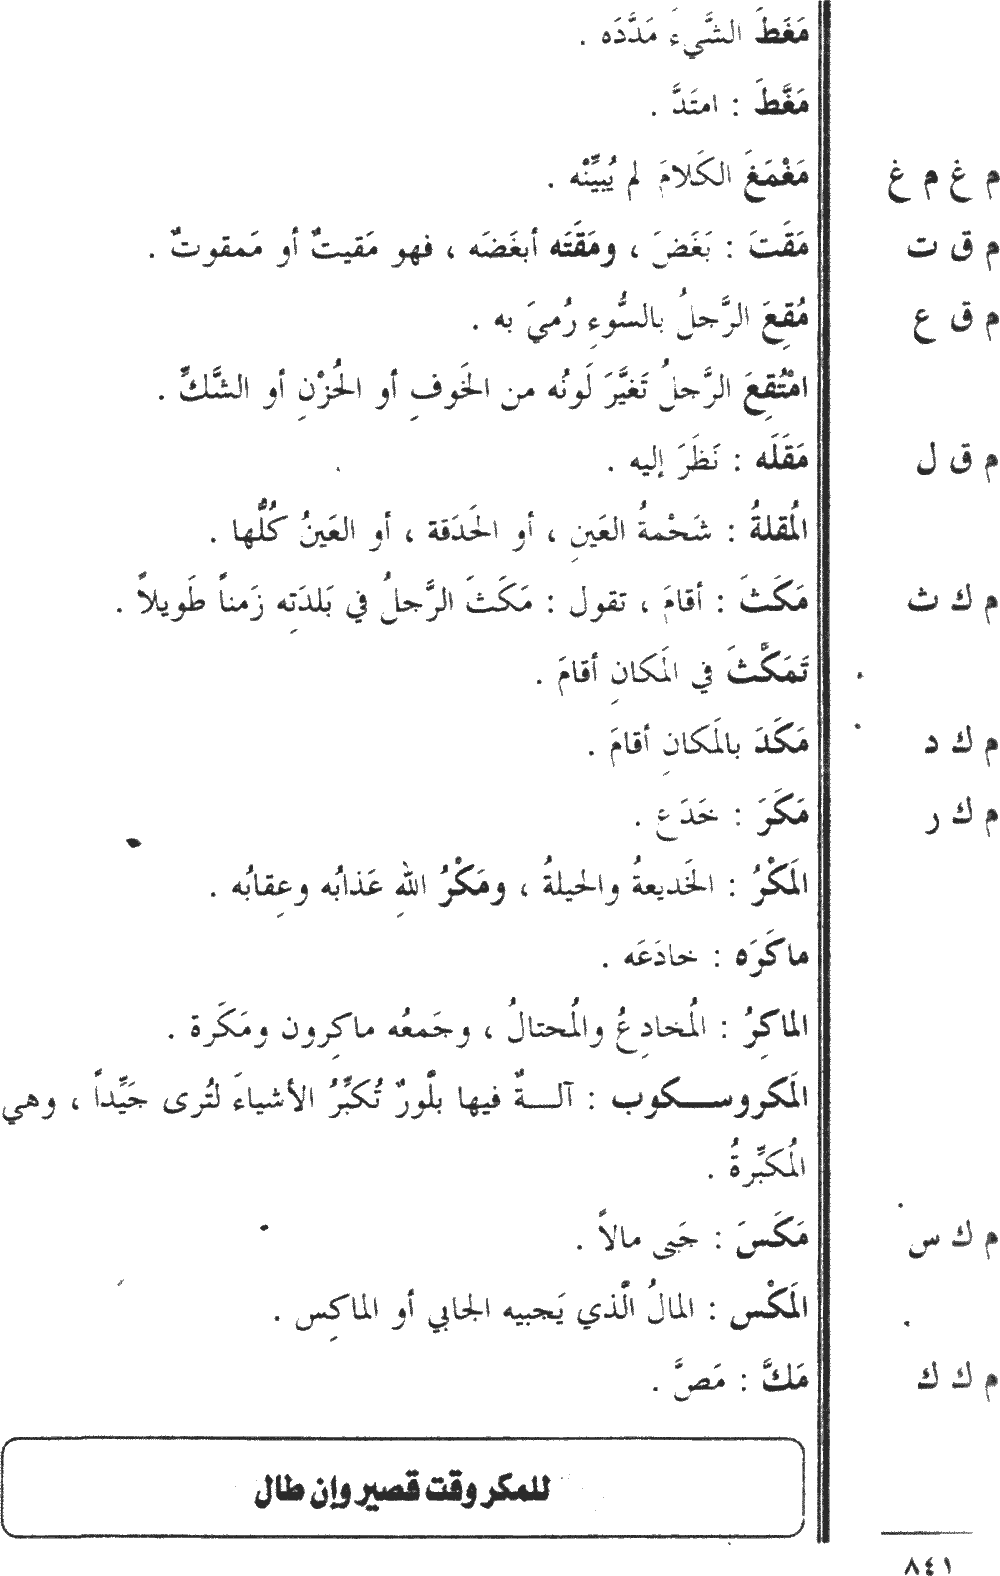 مَغَطَ الشَّيءَ مَدَّدَه .
مَغَّطَ : امتَدَّ .
م غ م غ مَغْمَغَ الكَلامَ لم يُبيِّنْه .
م ق ت مَقَتَ : بَغَضَ ، ومَقَتَه أبغَضَه ، فهو مَقيتٌ أو مَمقوتٌ .
م ق ع مُقِعَ الرَّجلُ بالسُّوءِ رُميَ به .
امْتُقِعَ الرَّجلُ تَغيَّرَ لَونُه من الخَوفِ أو الحُزْنِ أو الشَّكِّ .
م ق ل مَقَلَه : نَظَرَ إليه .
المُقلةُ : شَحْمةُ العَينِ ، أو الحَدَقة ، أو العَينُ كُلُّها .
م ك ث مَكَثَ : أقامَ ، تقول : مَكَثَ الرَّجلُ في بَلدَتِه زَمناً طَويلاً .
تَمَكَّثَ في المَكانِ أقامَ .
م ك د مَكَدَ بالمَكانِ أقامَ .
م ك ر مَكَرَ : خَدَع .
المَكْرُ : الخَديعةُ والحيلةُ ، ومَكْرُ اللهِ عَذابُه وعِقابُه .
ماكَرَه : خادَعَه .
الماكِرُ : المُخادِعُ والمُحتالُ ، وجَمعُه ماكِرون ومَكَرة .
المَكروســكوب : آلــةٌ فيها بلّورٌ تُكبِّرُ الأشياءَ لتُرى جَيِّداً ، وهي
المُكبِّرةُ .
م ك س مَكَسَ : جَبى مالاً .
المَكْس : المالُ الّذي يَجبيه الجابي أو الماكِس .
م ك ك مَكَّ : مَصَّ .
للمكر وقت قصير وإن طال
٨٤١